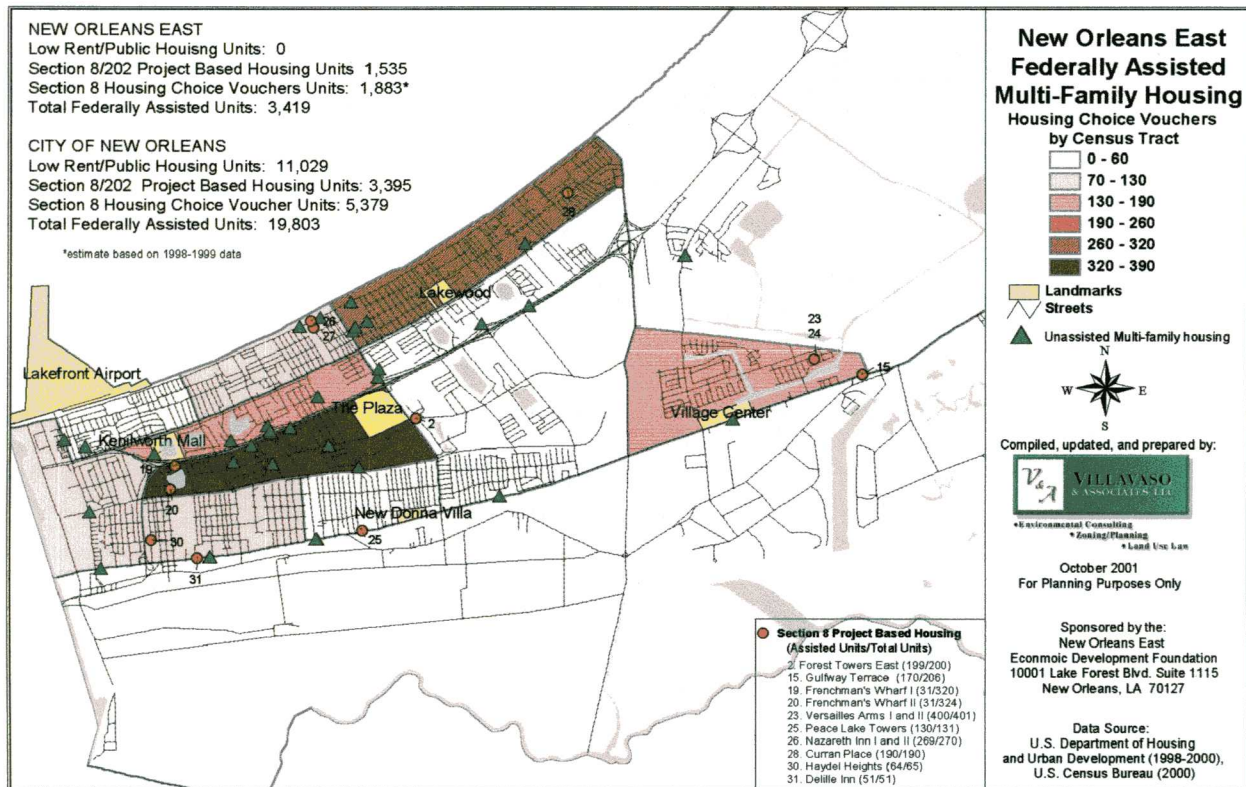 NEW ORLEANS EAST
Low Rent/Public Houisng Units: 0
Section 8/202 Project Based Housing Units 1,535
Section 8 Housing Choice Vouchers Units: 1,883*
Total Federally Assisted Units: 3,419
CITY OF NEW ORLEANS
Low Rent/Public Housing Units: 11,029
Section 8/202 Project Based Housing Units: 3,395
Section 8 Housing Choice Voucher Units: 5,379
Total Federally Assisted Units: 19,803
*estimate based on 1998-1999 data
28
Lakewood
26
27
23
24
Lakefront Airport
15
The Plaza
2
Village Center
Kenilworth Mall
19
20
New Donna Villa
25
30
31
Section 8 Project Based Housing
(Assisted Units/Total Units)
2. Forest Towers East (199/200)
15. Gulfway Terrace (170/206)
19. Frenchman's Wharf I (31/320)
20. Frenchman's Wharf II (31/324)
23. Versailles Arms I and II (400/401)
25. Peace Lake Towers (130/131)
26. Nazareth Inn I and II (269/270)
28. Curran Place (190/190)
30. Haydel Heights (64/65)
31. Delille Inn (51/51)
New Orleans East
Federally Assisted
Multi-Family Housing
Housing Choice Vouchers
by Census Tract
0 - 60
70 - 130
130 - 190
190 - 260
260 - 320
320 - 390
Landmarks
Streets
Unassisted Multi-family housing
N
W E
S
Compiled, updated, and prepared by:
V & A
VILLAVASO
& ASSOCIATES, LLC
•Environmental Consulting
•Zoning/Planning
•Land Use Law
October 2001
For Planning Purposes Only
Sponsored by the:
New Orleans East
Econmoic Development Foundation
10001 Lake Forest Blvd. Suite 1115
New Orleans, LA 70127
Data Source:
U.S. Department of Housing
and Urban Development (1998-2000),
U.S. Census Bureau (2000)